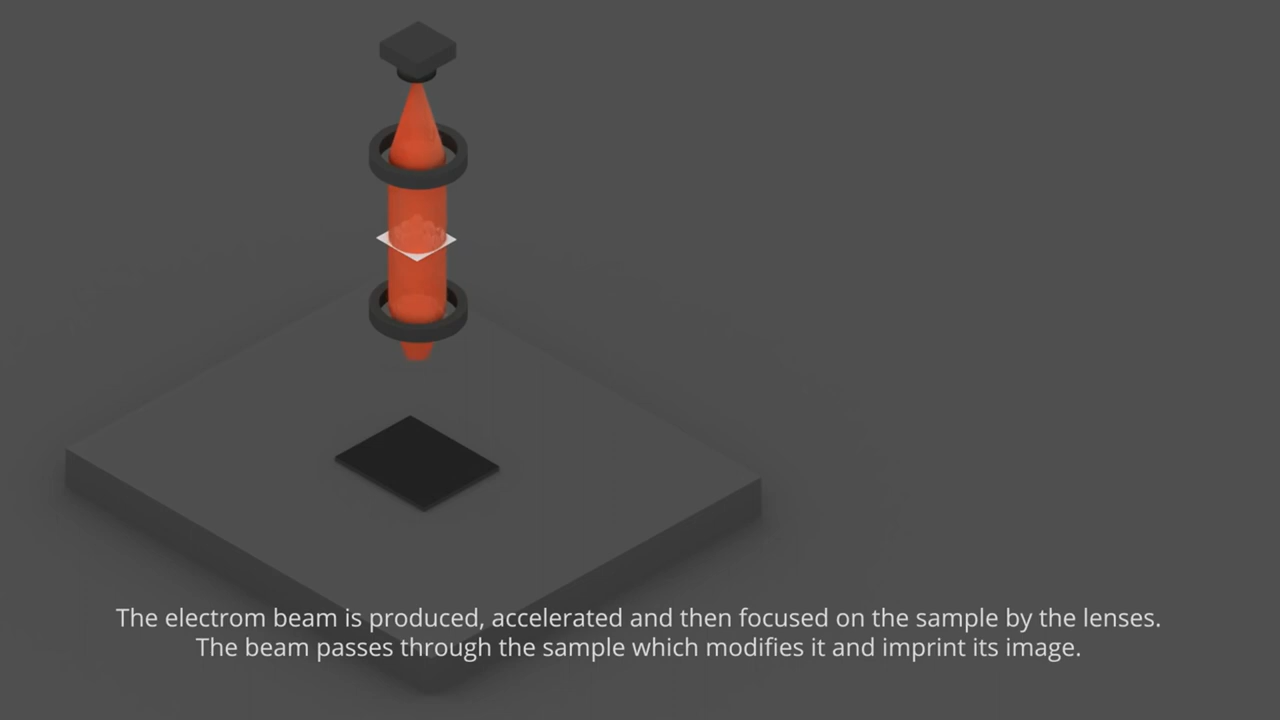 The electrom beam is produced, accelerated and then focused on the sample by the lenses.
The beam passes through the sample which modifies it and imprint its image.